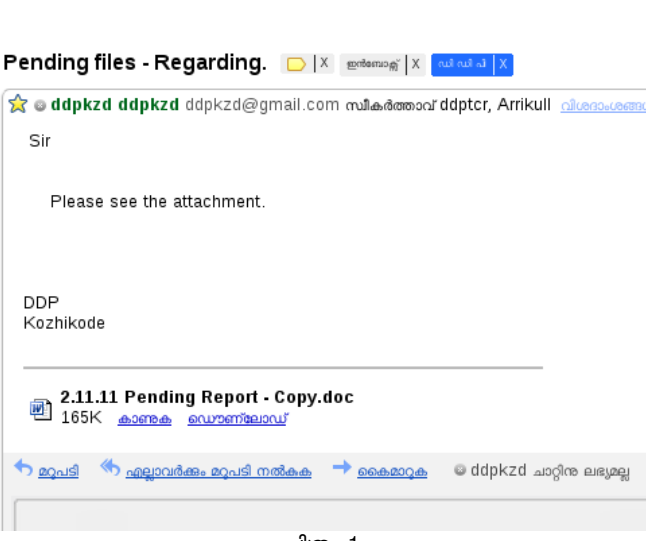 Pending files - Regarding. X ഇൻബോക്സ് X ഡി ഡി പി X
ddpkzd ddpkzd ddpkzd@gmail.com സ്വീകർത്താവ് ddptcr, Arrikull
Sir
Please see the attachment.
DDP
Kozhikode
2.11.11 Pending Report - Copy.doc
165K കാണുക ഡൌണ്ലോഡ്
മറുപടി എല്ലാവർക്കും മറുപടി നൽകുക കൈമാറുക ddpkzd ചാറ്റിനു ലഭ്യമല്ല